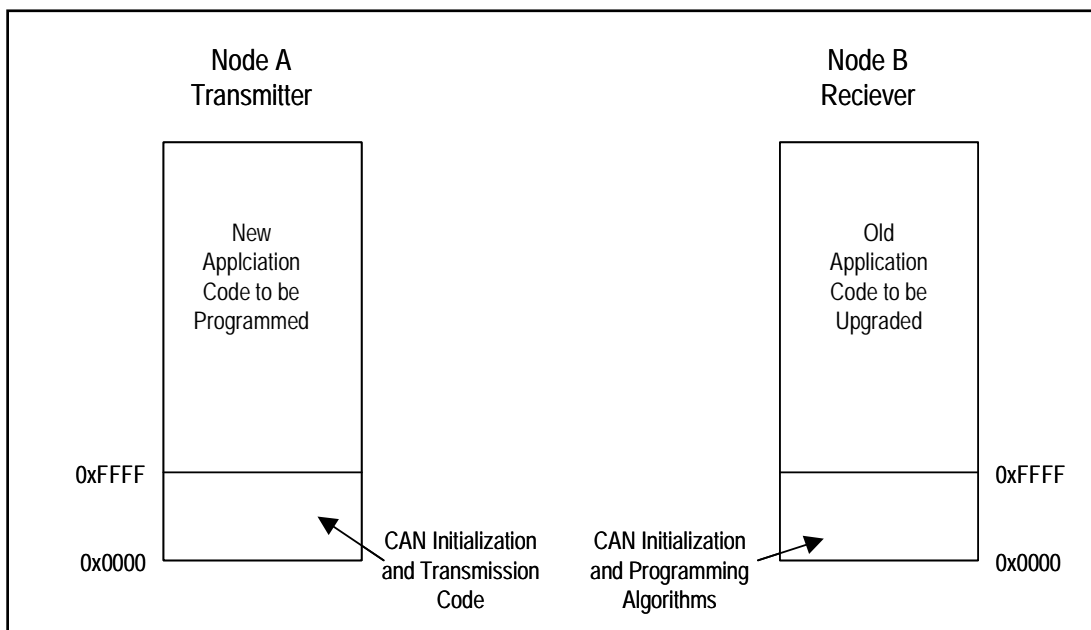 Node A
Transmitter
Node B
Reciever
New
Applciation
Code to be
Programmed
Old
Application
Code to be
Upgraded
0xFFFF
0xFFFF
0x0000
CAN Initialization
and Transmission
Code
CAN Initialization
and Programming
Algorithms
0x0000